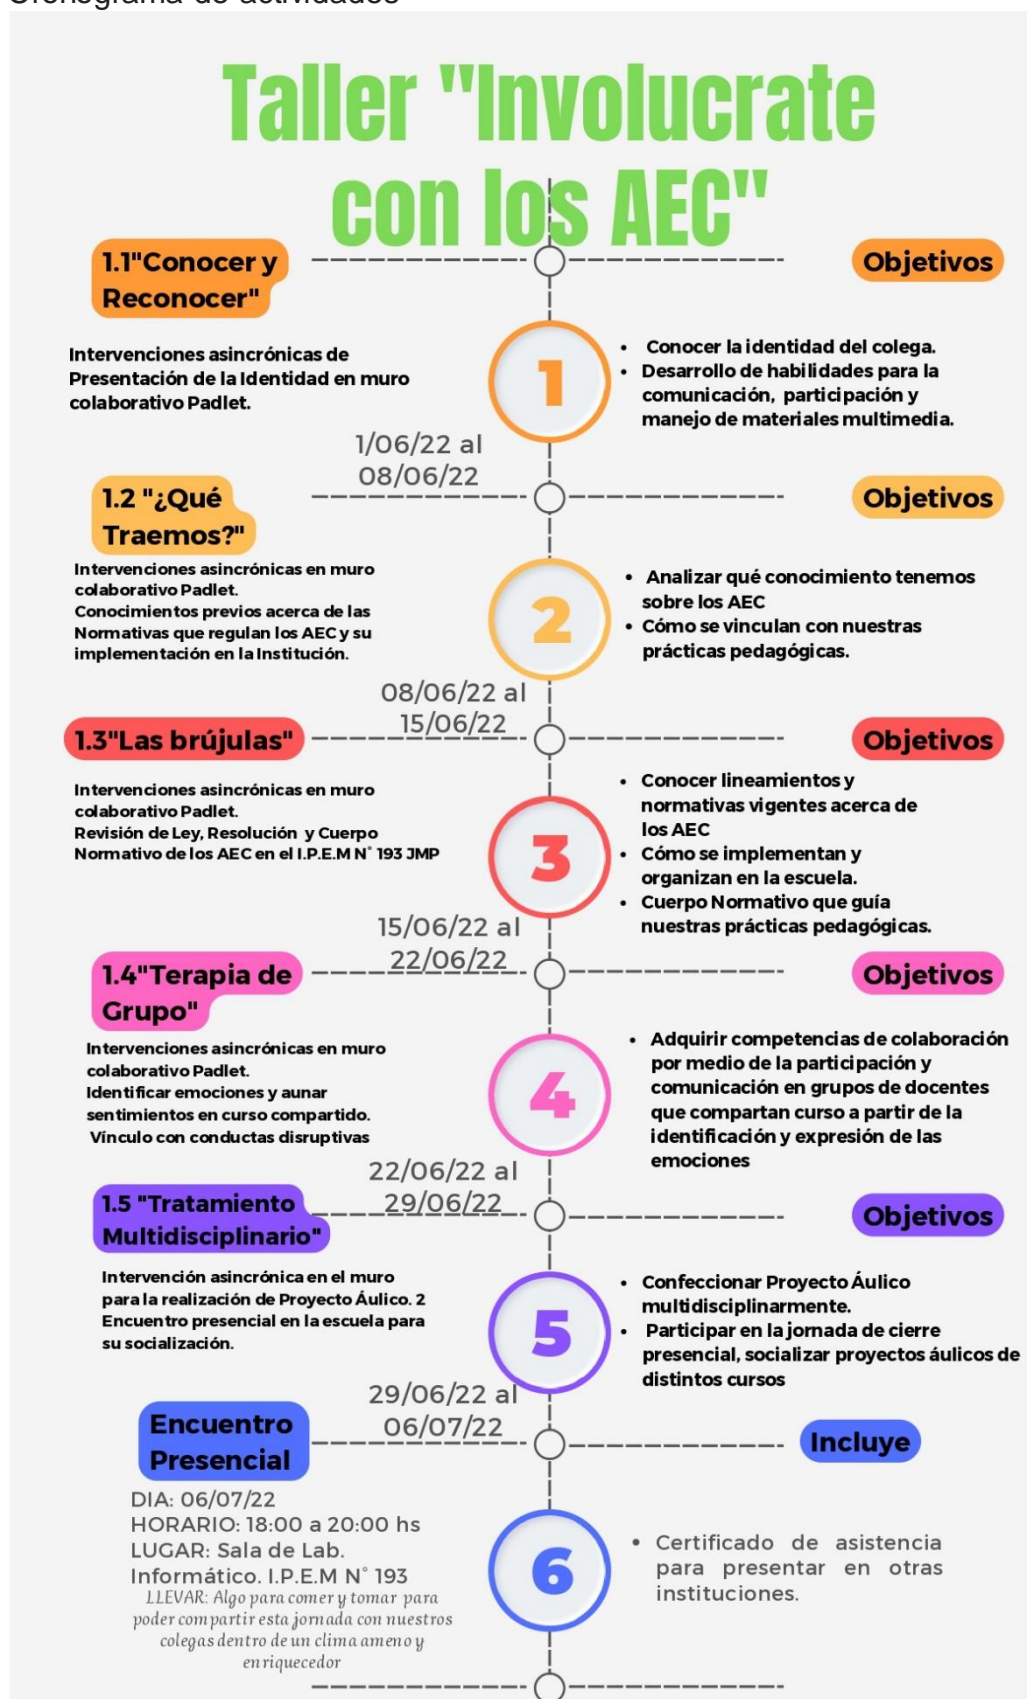 Cronograma de actividades
Taller "Involucrate
con los AEC"
1.1"Conocer y
Reconocer"
Objetivos
Intervenciones asincrónicas de
Presentación de la Identidad en muro
colaborativo Padlet.
1
• Conocer la identidad del colega.
• Desarrollo de habilidades para la
comunicación, participación y
manejo de materiales multimedia.
1/06/22 al
08/06/22
1.2 "¿Qué
Traemos?"
Objetivos
Intervenciones asincrónicas en muro
colaborativo Padlet.
Conocimientos previos acerca de las
Normativas que regulan los AEC y su
implementación en la Institución.
2
• Analizar qué conocimiento tenemos
sobre los AEC
• Cómo se vinculan con nuestras
prácticas pedagógicas.
08/06/22 al
15/06/22
1.3"Las brújulas"
Objetivos
Intervenciones asincrónicas en muro
colaborativo Padlet.
Revisión de Ley, Resolución y Cuerpo
Normativo de los AEC en el I.P.E.M N° 193 JMP
3
• Conocer lineamientos y
normativas vigentes acerca de
los AEC
• Cómo se implementan y
organizan en la escuela.
• Cuerpo Normativo que guía
nuestras prácticas pedagógicas.
15/06/22 al
22/06/22
1.4"Terapia de
Grupo"
Objetivos
Intervenciones asincrónicas en muro
colaborativo Padlet.
Identificar emociones y aunar
sentimientos en curso compartido.
Vínculo con conductas disruptivas
4
• Adquirir competencias de colaboración
por medio de la participación y
comunicación en grupos de docentes
que compartan curso a partir de la
identificación y expresión de las
emociones
22/06/22 al
29/06/22
1.5 "Tratamiento
Multidisciplinario"
Objetivos
Intervención asincrónica en el muro
para la realización de Proyecto Áulico. 2
Encuentro presencial en la escuela para
su socialización.
5
• Confeccionar Proyecto Áulico
multidisciplinarmente.
• Participar en la jornada de cierre
presencial, socializar proyectos áulicos de
distintos cursos
29/06/22 al
06/07/22
Encuentro
Presencial
Incluye
DIA: 06/07/22
HORARIO: 18:00 a 20:00 hs
LUGAR: Sala de Lab.
Informático. I.P.E.M N° 193
LLEVAR: Algo para comer y tomar para
poder compartir esta jornada con nuestros
colegas dentro de un clima ameno y
enriquecedor
6
• Certificado de asistencia
para presentar en otras
instituciones.